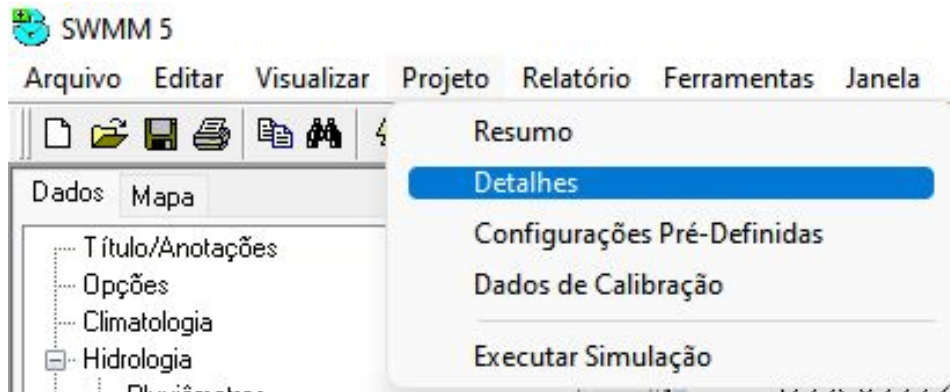 SWMM 5
Arquivo Editar Visualizar Projeto Relatório Ferramentas Janela
Resumo
Detalhes
Configurações Pré-Definidas
Dados de Calibração
Executar Simulação
Dados Mapa
Título/Anotações
Opções
Climatologia
Hidrologia